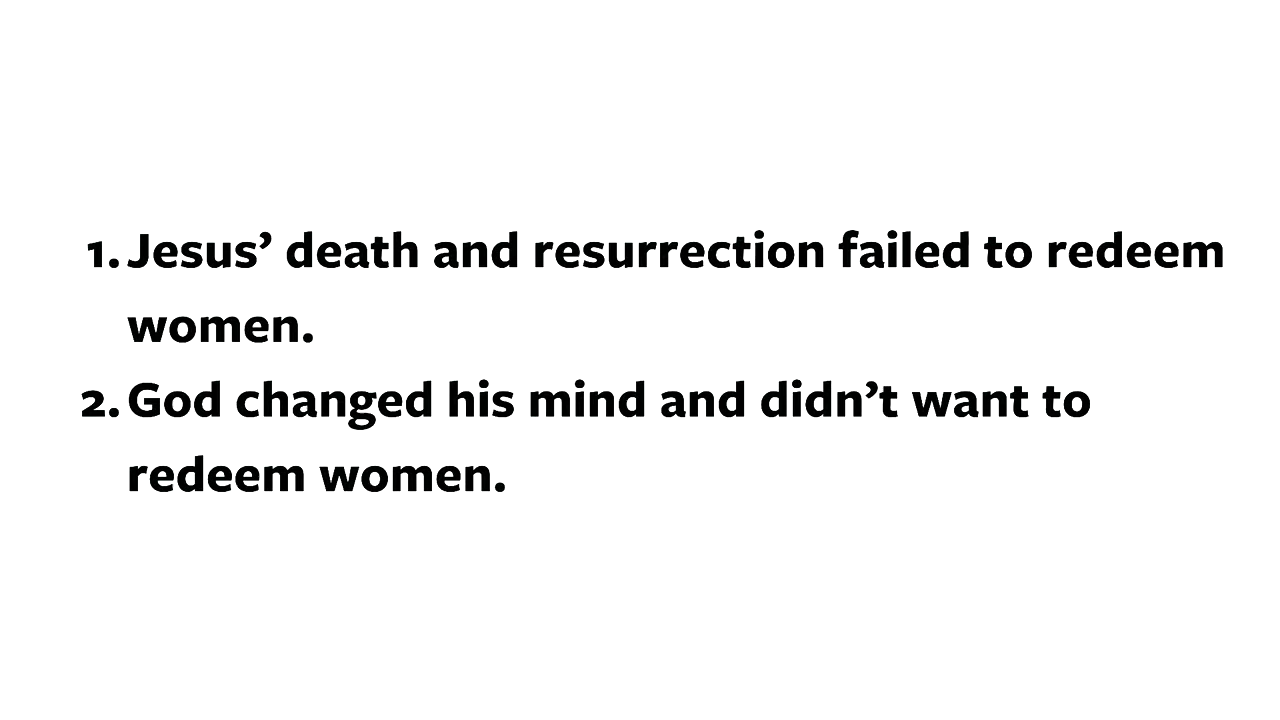 1. Jesus’ death and resurrection failed to redeem
women.
2. God changed his mind and didn’t want to
redeem women.